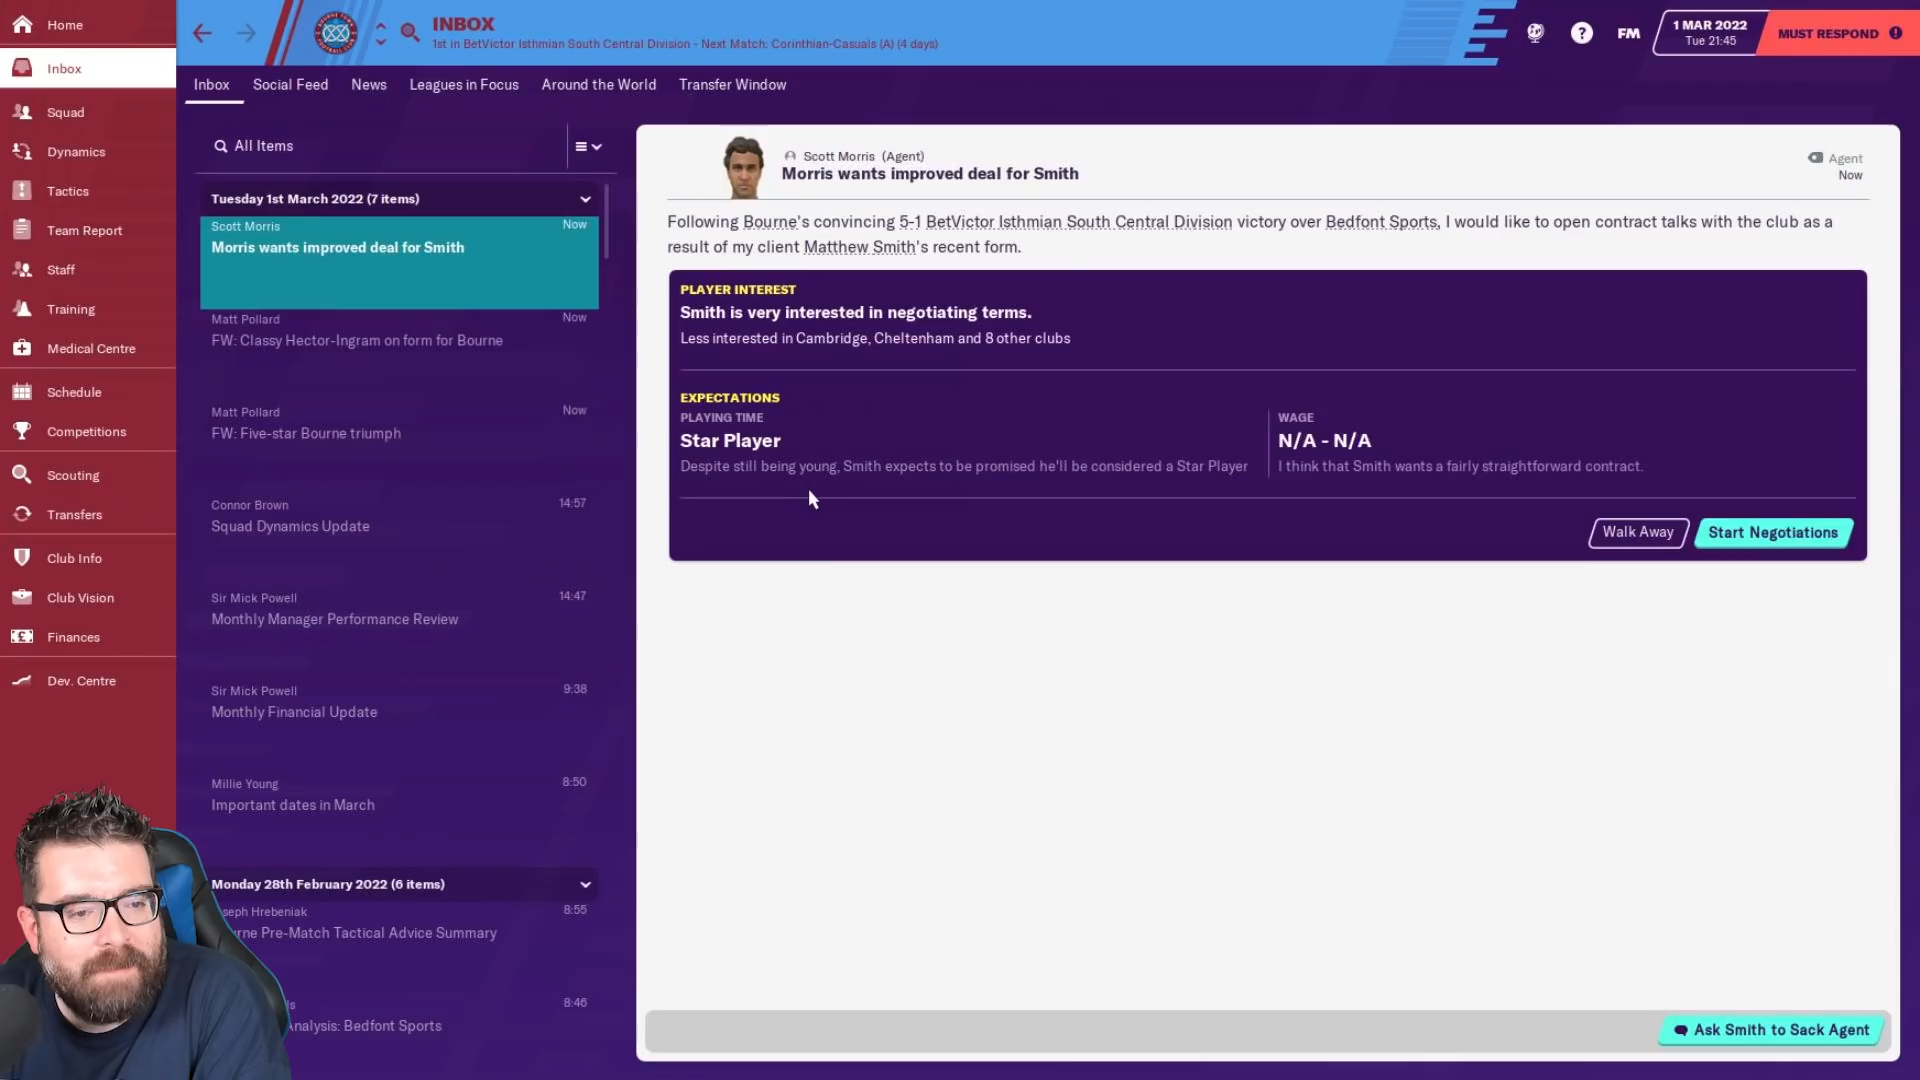 Home
Inbox
Squad
Dynamics
Tactics
Team Report
Staff
Training
Medical Centre
Schedule
Competitions
Scouting
Transfers
Club Info
Club Vision
Finances
Dev. Centre
INBOX
1st in BetVictor Isthmian South Central Division - Next Match: Corinthian-Casuals (A) (4 days)
FM
1 MAR 2022
Tue 21:45
MUST RESPOND
Inbox Social Feed News Leagues in Focus Around the World Transfer Window
All Items
Tuesday 1st March 2022 (7 items)
Scott Morris Now
Morris wants improved deal for Smith
Matt Pollard Now
FW: Classy Hector-Ingram on form for Bourne
Matt Pollard Now
FW: Five-star Bourne triumph
Connor Brown 14:57
Squad Dynamics Update
Sir Mick Powell 14:47
Monthly Manager Performance Review
Sir Mick Powell 9:38
Monthly Financial Update
Millie Young 8:50
Important dates in March
Monday 28th February 2022 (6 items)
Hrebeniak 8:55
Pre-Match Tactical Advice Summary
8:46
Bedfont Sports
Scott Morris (Agent)
Morris wants improved deal for Smith
Agent
Now
Following Bourne's convincing 5-1 BetVictor Isthmian South Central Division victory over Bedfont Sports, I would like to open contract talks with the club as a
result of my client Matthew Smith's recent form.
PLAYER INTEREST
Smith is very interested in negotiating terms.
Less interested in Cambridge, Cheltenham and 8 other clubs
EXPECTATIONS
PLAYING TIME
Star Player
Despite still being young, Smith expects to be promised he'll be considered a Star Player
WAGE
N/A - N/A
I think that Smith wants a fairly straightforward contract.
Walk Away
Start Negotiations
Ask Smith to Sack Agent